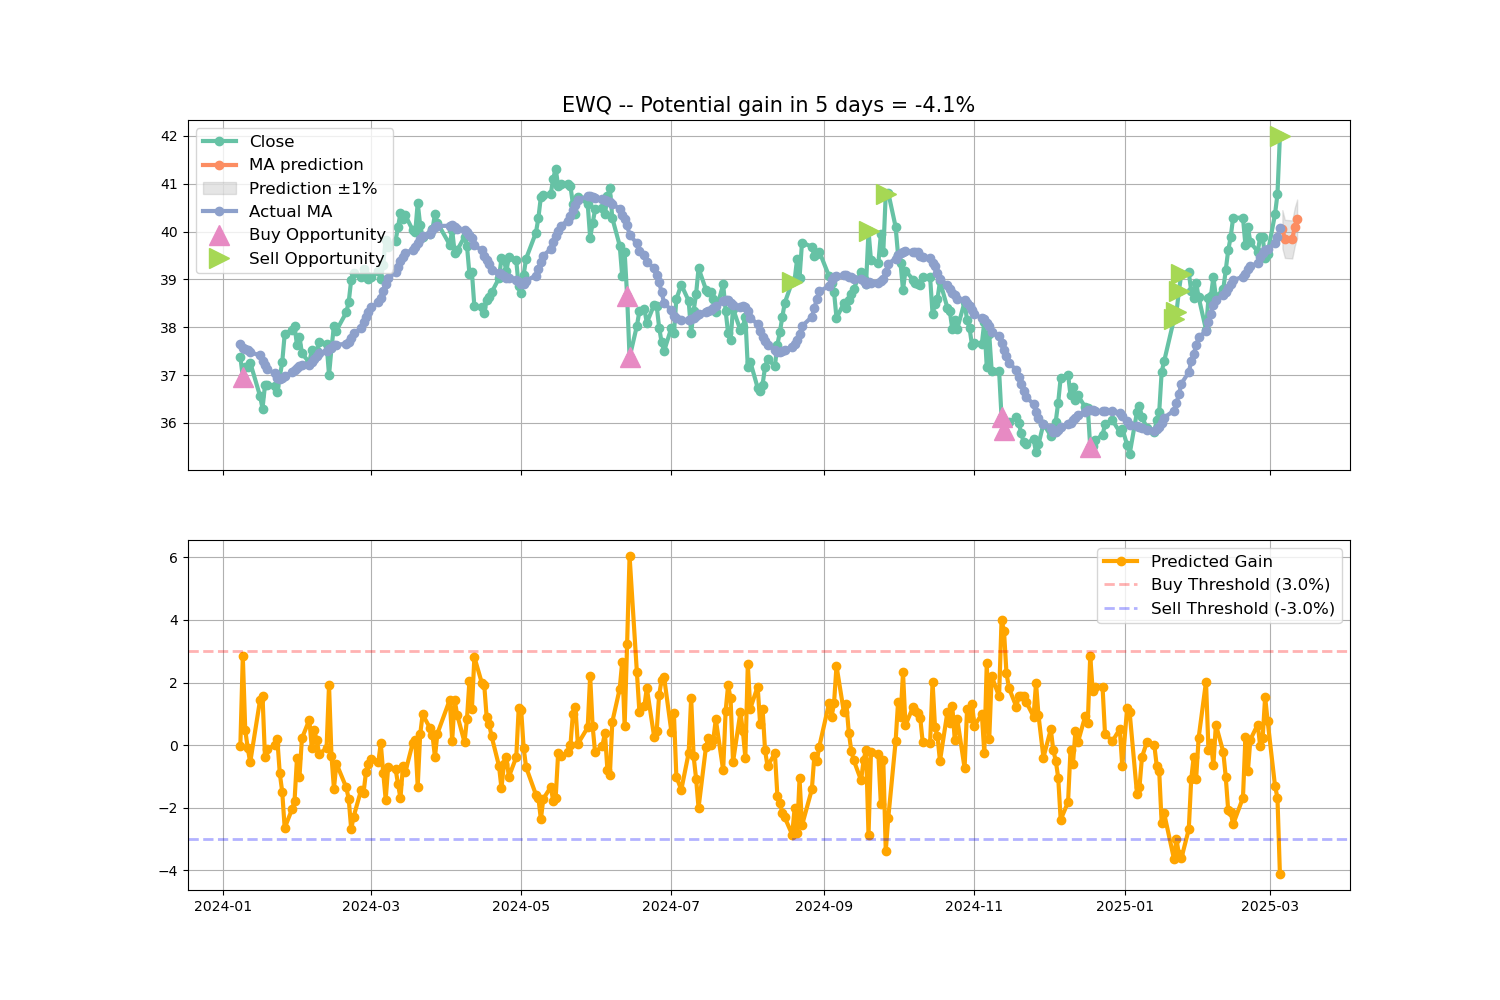 EWQ -- Potential gain in 5 days = -4.1%
42
41
40
39
38
37
36
Close
MA prediction
Prediction ±1%
Actual MA
Buy Opportunity
Sell Opportunity
6
4
2
0
−2
−4
Predicted Gain
Buy Threshold (3.0%)
Sell Threshold (-3.0%)
2024-01 2024-03 2024-05 2024-07 2024-09 2024-11 2025-01 2025-03